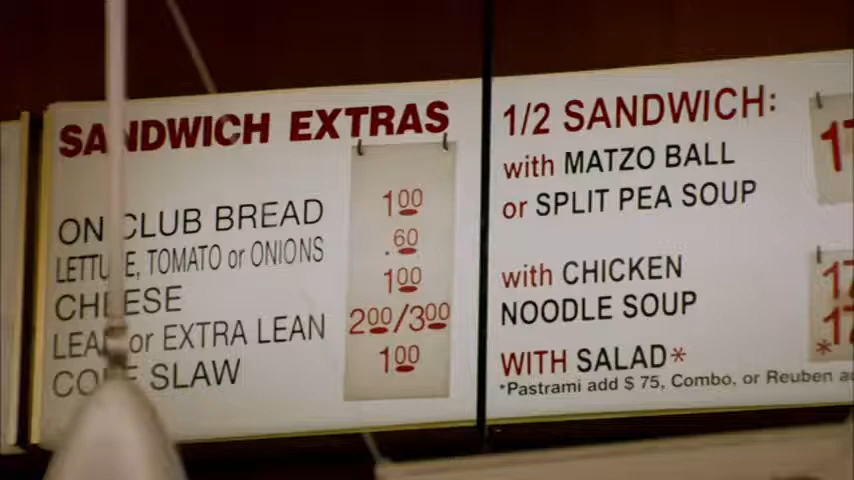 SANDWICH EXTRAS
ON CLUB BREAD 1 00
LETTUCE, TOMATO or ONIONS .60
CHEESE 1 00
LEAN or EXTRA LEAN 2 00/3 00
COLE SLAW 1 00
1/2 SANDWICH:
with MATZO BALL
or SPLIT PEA SOUP
with CHICKEN
NOODLE SOUP
WITH SALAD*
*Pastrami add $ 75, Combo, or Reuben